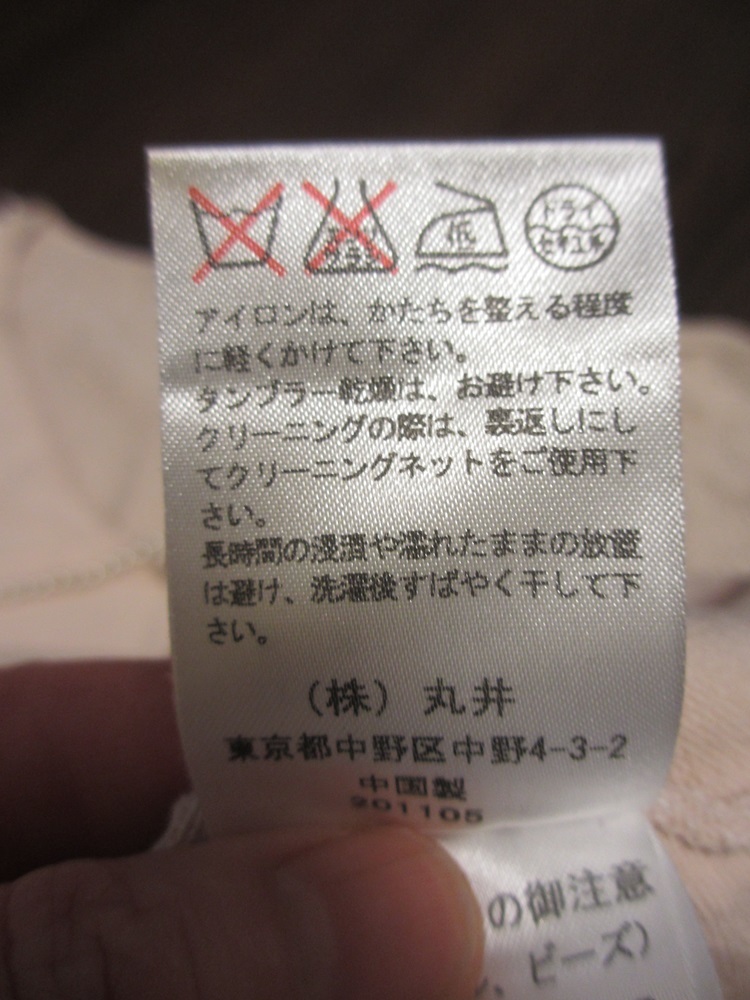 低
ドライ
セキユ系
アイロンは、かたちを整える程度
に軽くかけて下さい。
タンブラー乾燥は、お避け下さい。
クリーニングの際は、裏返しにし
てクリーニングネットをご使用下
さい。
長時間の浸漬や濡れたままの放置
は避け、洗濯後すばやく干して下
さい。
(株) 丸井
東京都中野区中野4-3-2
中国製
201105
の御注意
、ビーズ)